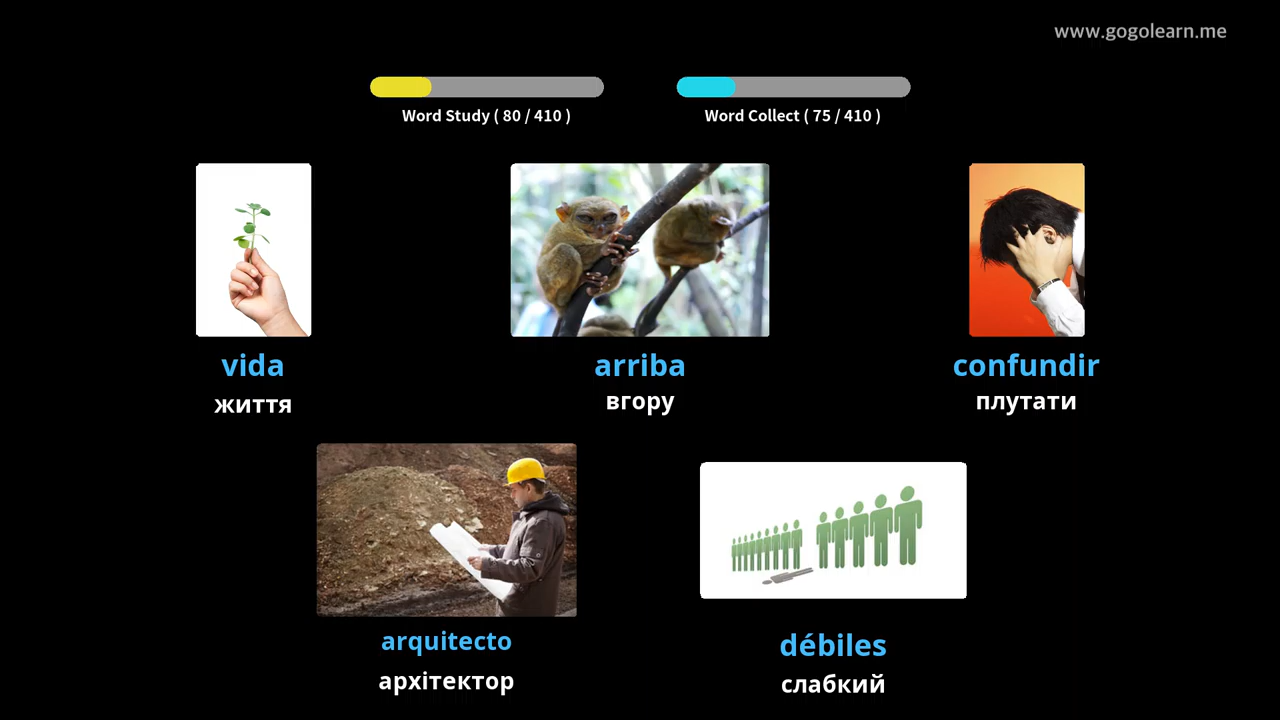 www.gogolearn.me
Word Study ( 80 / 410 )
Word Collect ( 75 / 410 )
vida
життя
arriba
вгору
confundir
плутати
arquitecto
архітектор
débiles
слабкий